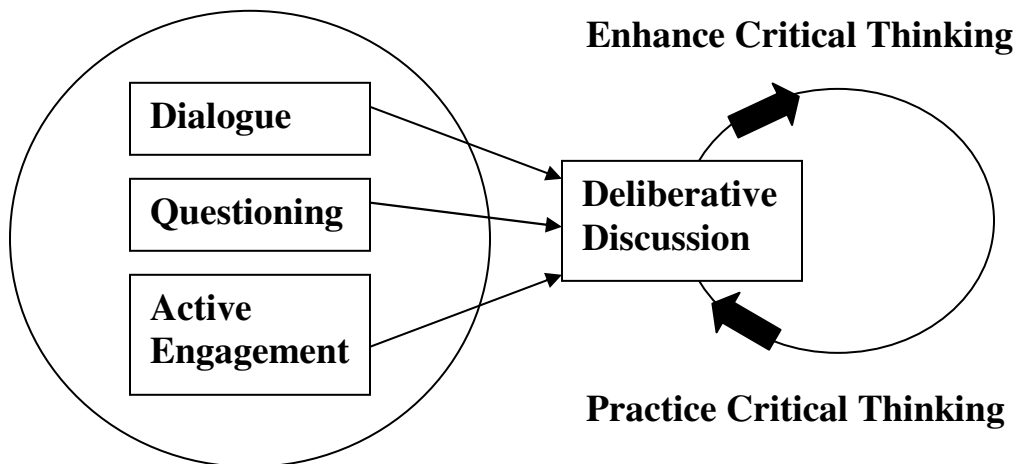 Enhance Critical Thinking
Dialogue
Questioning
Active
Engagement
Deliberative
Discussion
Practice Critical Thinking